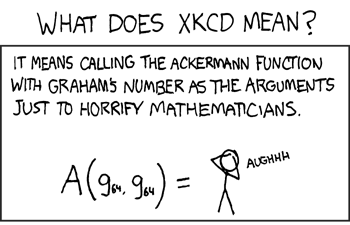 WHAT DOES XKCD MEAN?
IT MEANS CALLING THE ACKERMANN FUNCTION
WITH GRAHAM'S NUMBER AS THE ARGUMENTS
JUST TO HORRIFY MATHEMATICIANS.
A(g₆₄, g₆₄) = AUGHHH